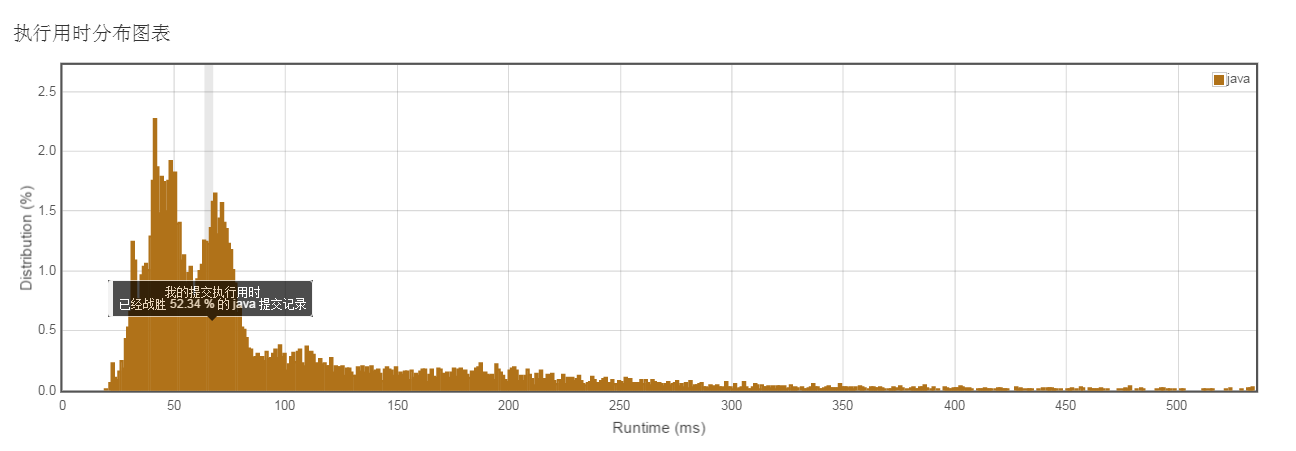 执行用时分布图表
java
2.5
2.0
1.5
1.0
0.5
0.0
Distribution (%)
我的提交执行用时
已经战胜 52.34 % 的 java 提交记录
0 50 100 150 200 250 300 350 400 450 500
Runtime (ms)